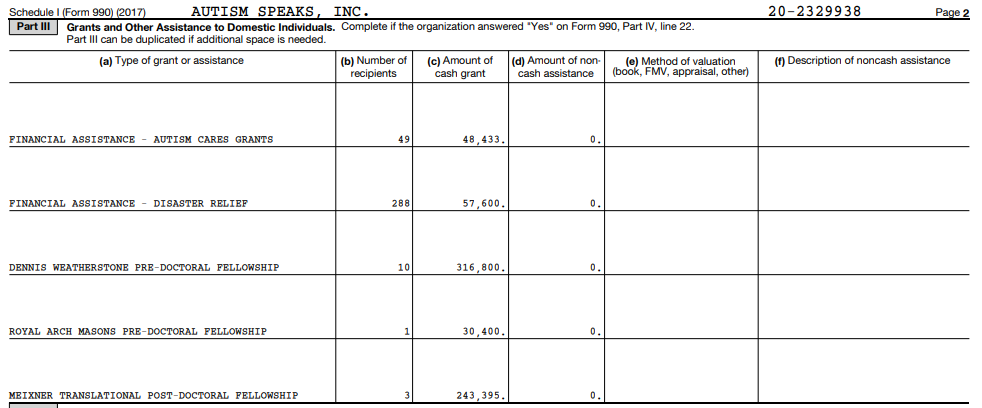 Schedule I (Form 990) (2017) AUTISM SPEAKS, INC. 20-2329938 Page 2
Part III Grants and Other Assistance to Domestic Individuals. Complete if the organization answered "Yes" on Form 990, Part IV, line 22.
Part III can be duplicated if additional space is needed.
(a) Type of grant or assistance (b) Number of recipients (c) Amount of cash grant (d) Amount of non-cash assistance (e) Method of valuation (book, FMV, appraisal, other) (f) Description of noncash assistance
FINANCIAL ASSISTANCE - AUTISM CARES GRANTS 49 48,433. 0.
FINANCIAL ASSISTANCE - DISASTER RELIEF 288 57,600. 0.
DENNIS WEATHERSTONE PRE-DOCTORAL FELLOWSHIP 10 316,800. 0.
ROYAL ARCH MASONS PRE-DOCTORAL FELLOWSHIP 1 30,400. 0.
MEIXNER TRANSLATIONAL POST-DOCTORAL FELLOWSHIP 3 243,395. 0.